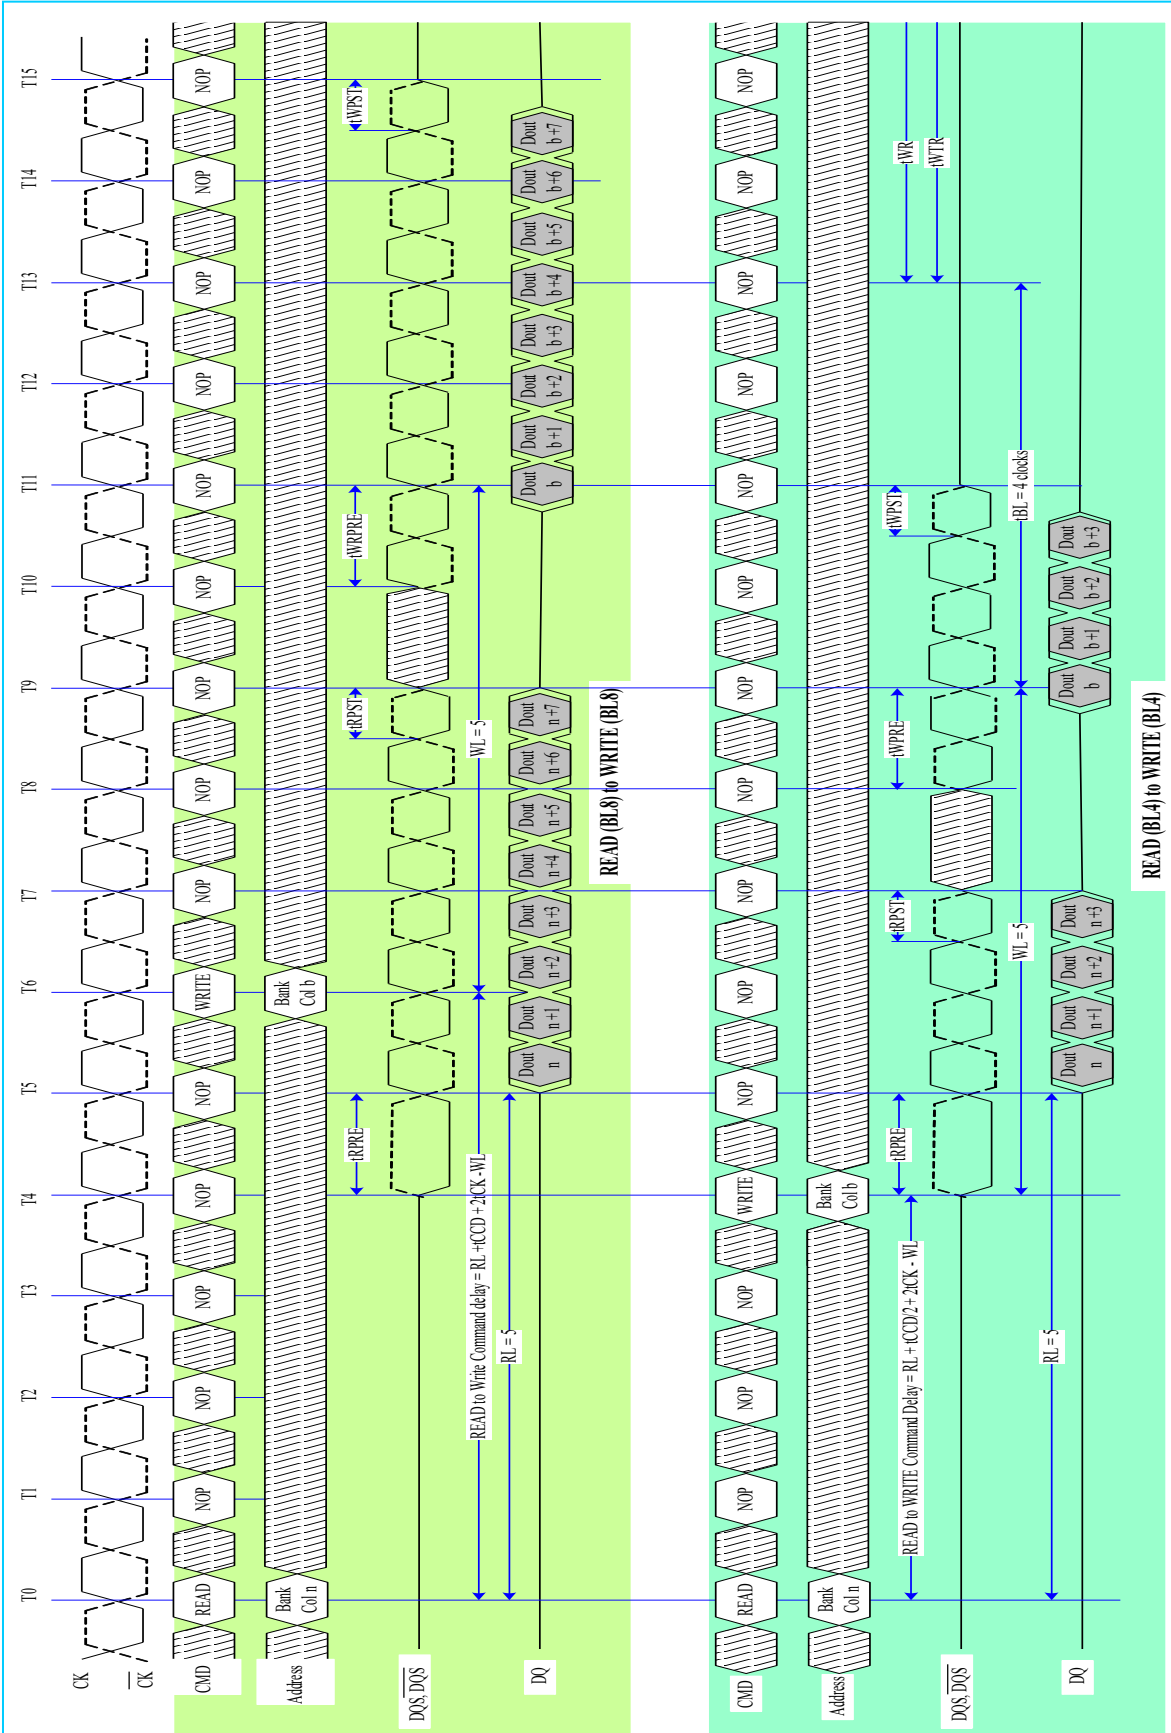 T0 T1 T2 T3 T4 T5 T6 T7 T8 T9 T10 T11 T12 T13 T14 T15
CK
CK
CMD READ NOP NOP NOP NOP NOP WRITE NOP NOP NOP NOP NOP NOP NOP NOP NOP
Address Bank Bank
Col n Col b
tRPRE tRPST tWRPRE tWPST
DQS, DQS
READ to Write Command delay = RL +tCCD + 2tCK -WL WL = 5
RL = 5
DQ Dout Dout Dout Dout Dout Dout Dout Dout Dout Dout Dout Dout Dout Dout Dout Dout
n n+1 n+2 n+3 n+4 n+5 n+6 n+7 b b+1 b+2 b+3 b+4 b+5 b+6 b+7
READ (BL8) to WRITE (BL8)
CMD READ NOP NOP NOP WRITE NOP NOP NOP NOP NOP NOP NOP NOP NOP NOP NOP
Address Bank Bank
Col n Col b
tRPRE tRPST tWPRE tWPST tWR
READ to WRITE Command Delay = RL + tCCD/2 + 2tCK - WL
tWTR
DQS, DQS
WL = 5 tBL = 4 clocks
RL = 5
DQ Dout Dout Dout Dout Dout Dout Dout Dout
n n+1 n+2 n+3 b b+1 b+2 b+3
READ (BL4) to WRITE (BL4)